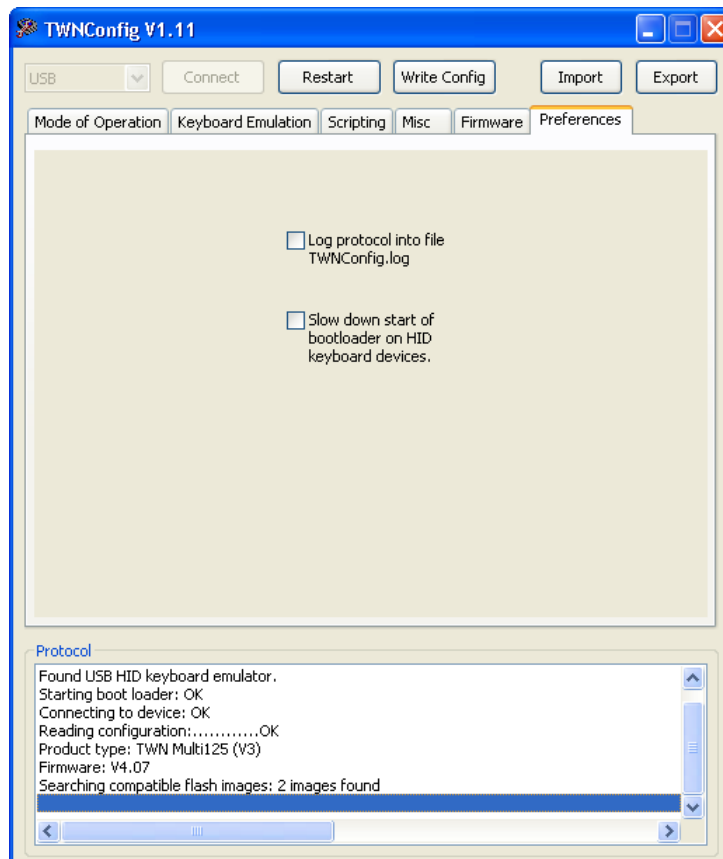 TWNConfig V1.11
USB Connect Restart Write Config Import Export
Mode of Operation Keyboard Emulation Scripting Misc Firmware Preferences
Log protocol into file
TWNConfig.log
Slow down start of
bootloader on HID
keyboard devices.
Protocol
Found USB HID keyboard emulator.
Starting boot loader: OK
Connecting to device: OK
Reading configuration:............OK
Product type: TWN Multi125 (V3)
Firmware: V4.07
Searching compatible flash images: 2 images found